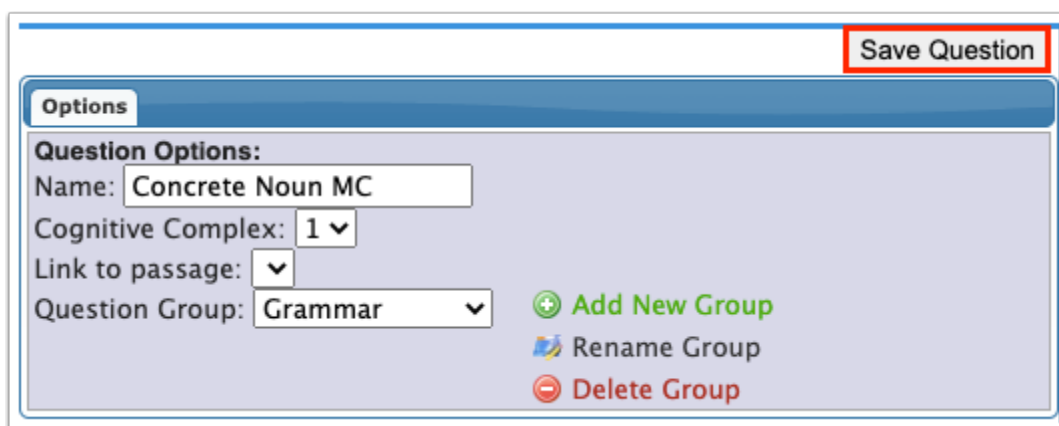 Save Question
Options
Question Options:
Name: Concrete Noun MC
Cognitive Complex: 1
Link to passage:
Question Group: Grammar
Add New Group
Rename Group
Delete Group